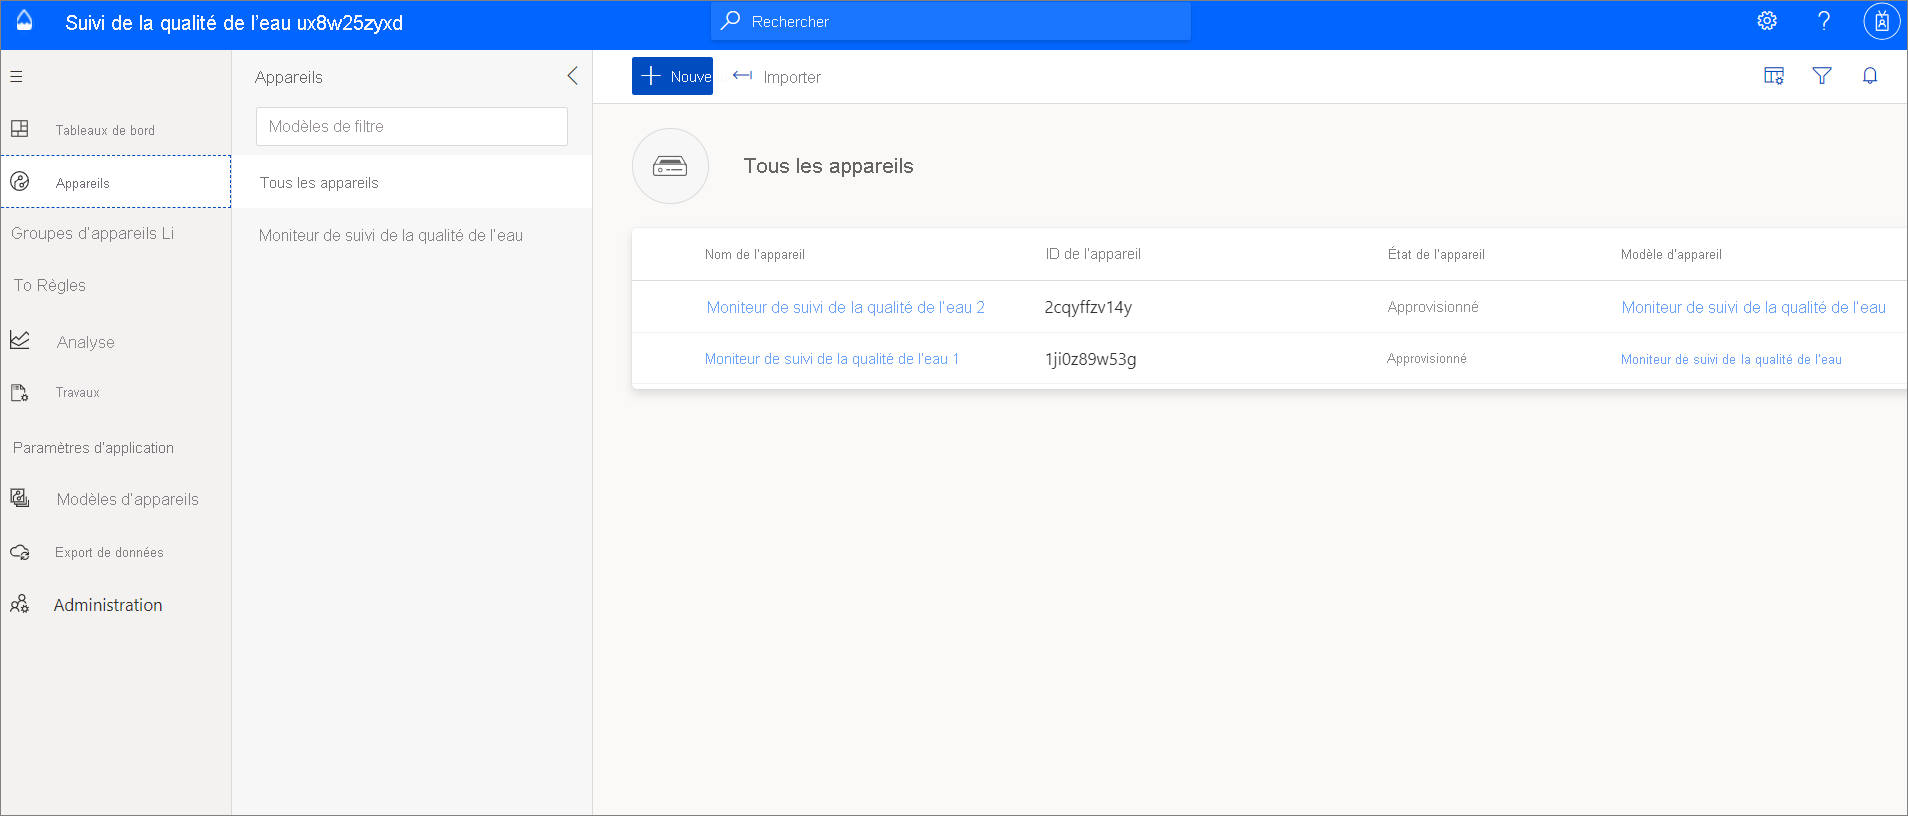 Suivi de la qualité de l'eau ux8w25zyxd
Rechercher
Appareils
Nouve
Importer
Modèles de filtre
Tableaux de bord
Appareils
Tous les appareils
Tous les appareils
Groupes d'appareils Li
Moniteur de suivi de la qualité de l'eau
To Règles
Analyse
Travaux
Paramètres d'application
Modèles d'appareils
Export de données
Administration
Nom de l'appareil ID de l'appareil État de l'appareil Modèle d'appareil
Moniteur de suivi de la qualité de l'eau 2 2cqyffzv14y Approvisionné Moniteur de suivi de la qualité de l'eau
Moniteur de suivi de la qualité de l'eau 1 1ji0z89w53g Approvisionné Moniteur de suivi de la qualité de l'eau